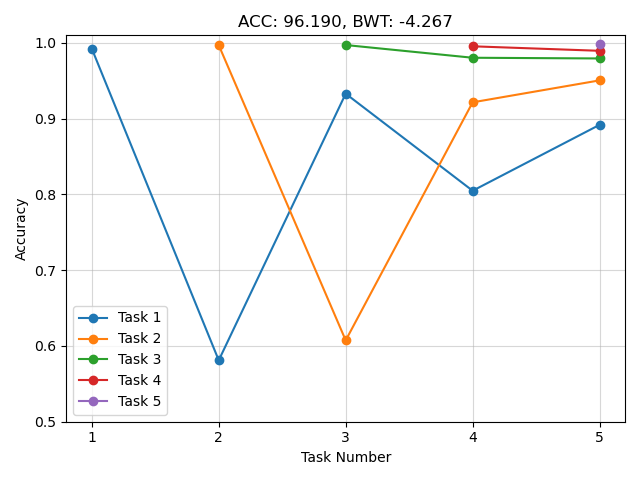 ACC: 96.190, BWT: -4.267
1.0
0.9
0.8
0.7
0.6
0.5
Accuracy
Task 1
Task 2
Task 3
Task 4
Task 5
1 2 3 4 5
Task Number